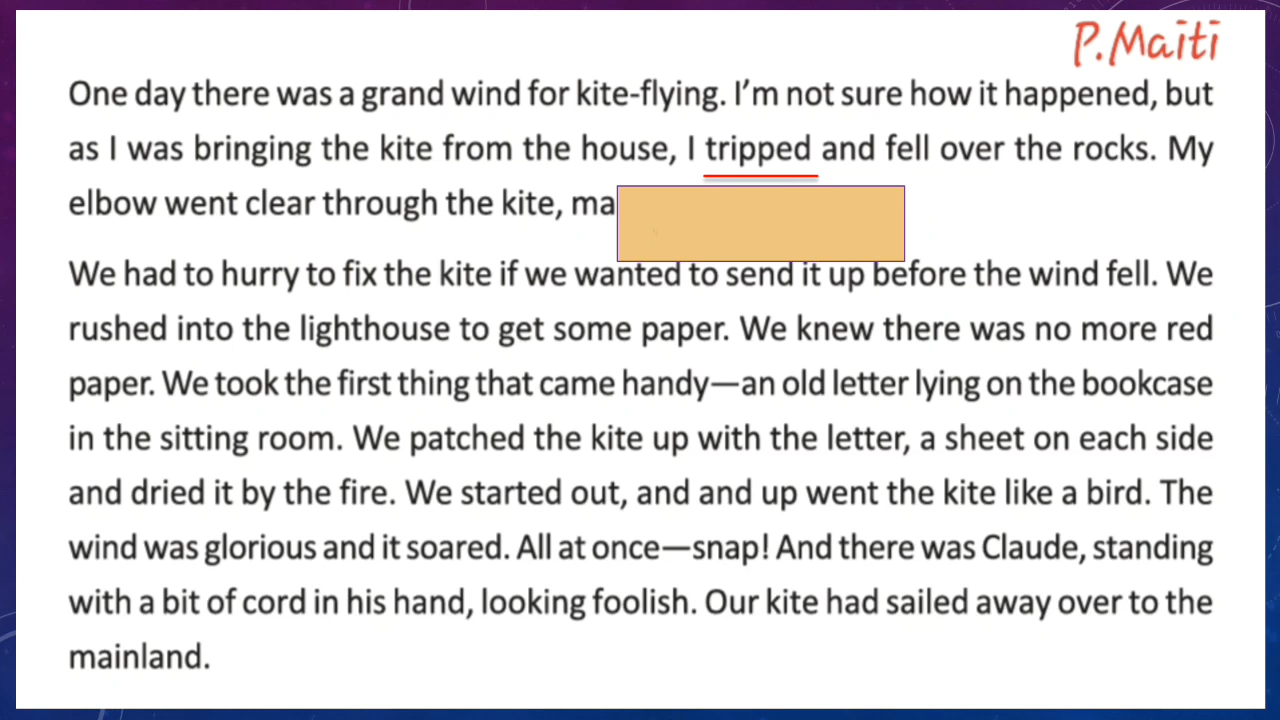 P.Maiti
One day there was a grand wind for kite-flying. I'm not sure how it happened, but
as I was bringing the kite from the house, I tripped and fell over the rocks. My
elbow went clear through the kite, ma
We had to hurry to fix the kite if we wanted to send it up before the wind fell. We
rushed into the lighthouse to get some paper. We knew there was no more red
paper. We took the first thing that came handy—an old letter lying on the bookcase
in the sitting room. We patched the kite up with the letter, a sheet on each side
and dried it by the fire. We started out, and and up went the kite like a bird. The
wind was glorious and it soared. All at once—snap! And there was Claude, standing
with a bit of cord in his hand, looking foolish. Our kite had sailed away over to the
mainland.